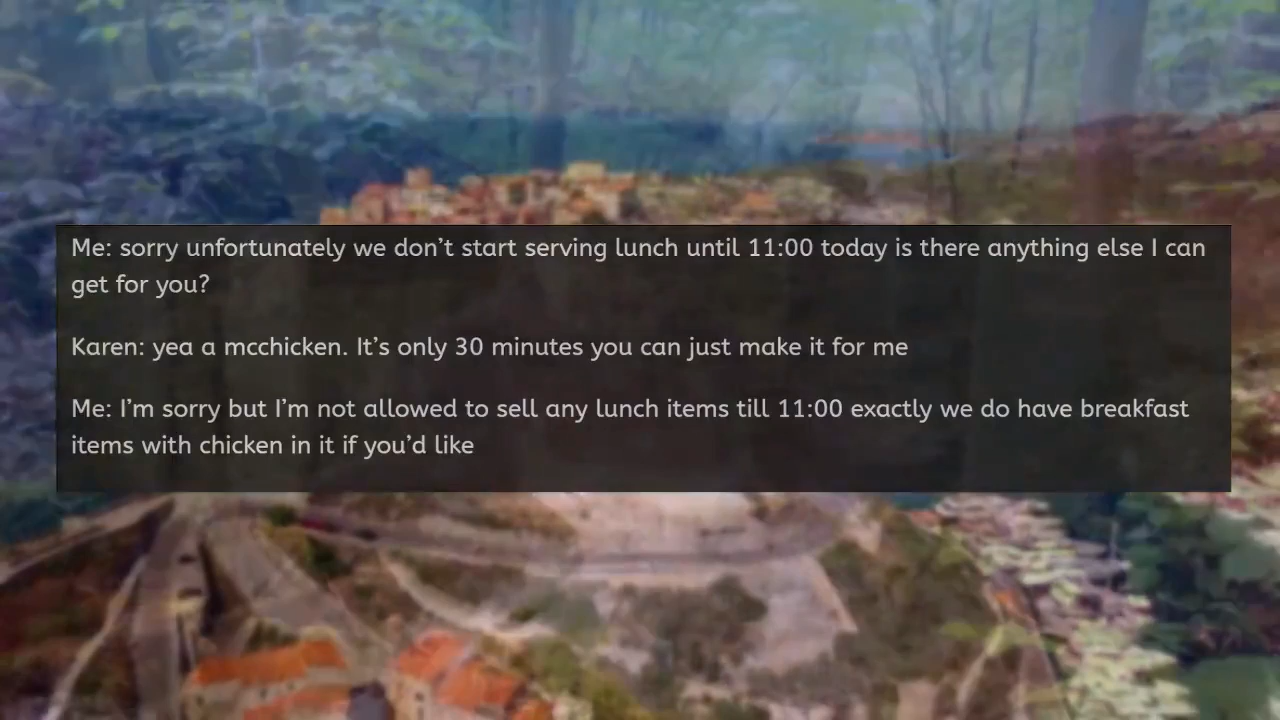 Me: sorry unfortunately we don’t start serving lunch until 11:00 today is there anything else I can
get for you?
Karen: yea a mcchicken. It’s only 30 minutes you can just make it for me
Me: I’m sorry but I’m not allowed to sell any lunch items till 11:00 exactly we do have breakfast
items with chicken in it if you’d like